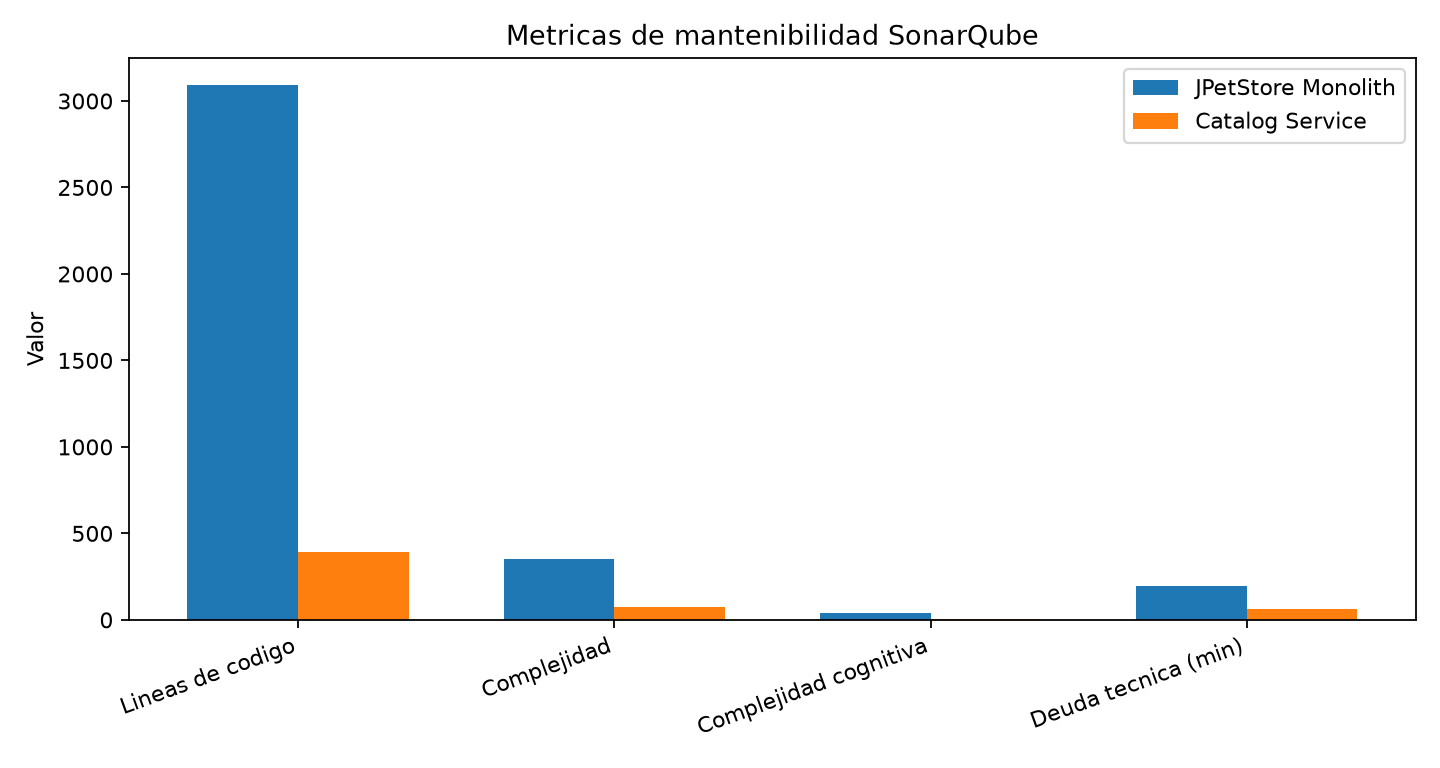 Metricas de mantenibilidad SonarQube
JPetStore Monolith
Catalog Service
Valor
3000
2500
2000
1500
1000
500
0
Lineas de codigo
Complejidad
Complejidad cognitiva
Deuda tecnica (min)